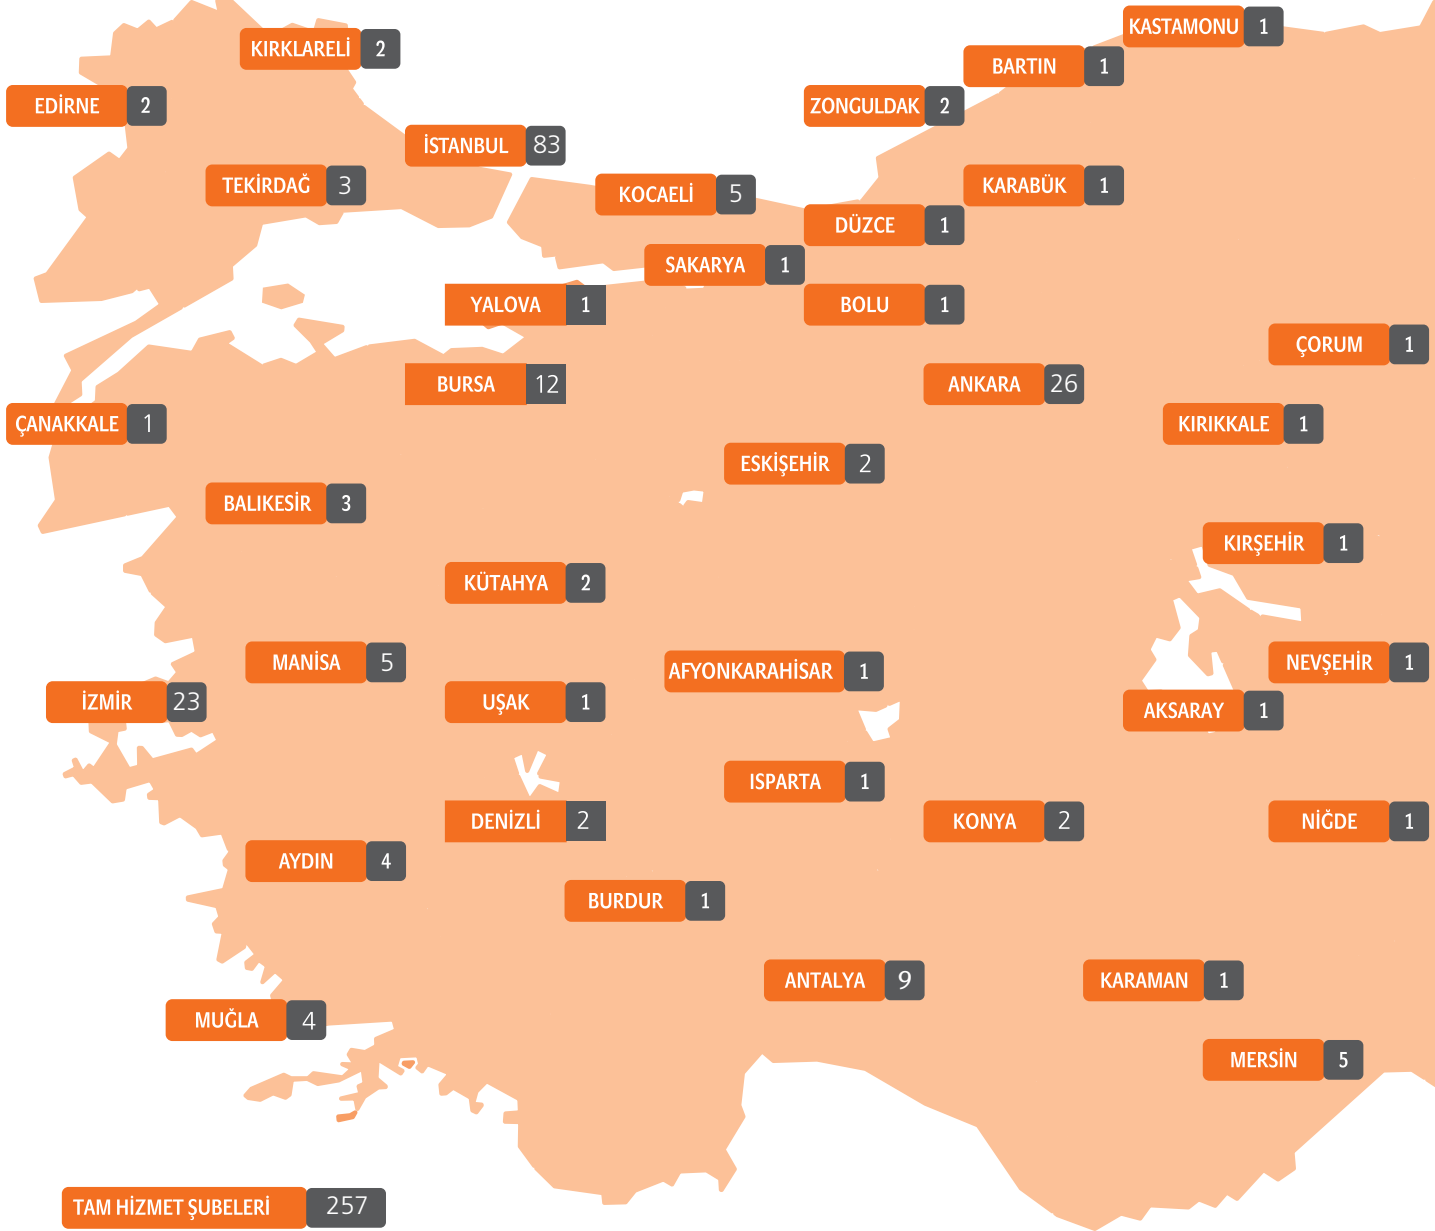 KASTAMONU 1
KIRKLARELİ 2
BARTIN 1
EDİRNE 2
ZONGULDAK 2
İSTANBUL 83
TEKİRDAĞ 3
KARABÜK 1
KOCAELİ 5
DÜZCE 1
SAKARYA 1
YALOVA 1
BOLU 1
ÇORUM 1
BURSA 12
ANKARA 26
ÇANAKKALE 1
KIRIKKALE 1
ESKİŞEHİR 2
BALIKESİR 3
KIRŞEHİR 1
KÜTAHYA 2
MANİSA 5
AFYONKARAHİSAR 1
NEVŞEHİR 1
İZMİR 23
UŞAK 1
AKSARAY 1
ISPARTA 1
DENİZLİ 2
KONYA 2
NİĞDE 1
AYDIN 4
BURDUR 1
ANTALYA 9
KARAMAN 1
MUĞLA 4
MERSİN 5
TAM HİZMET ŞUBELERİ 257